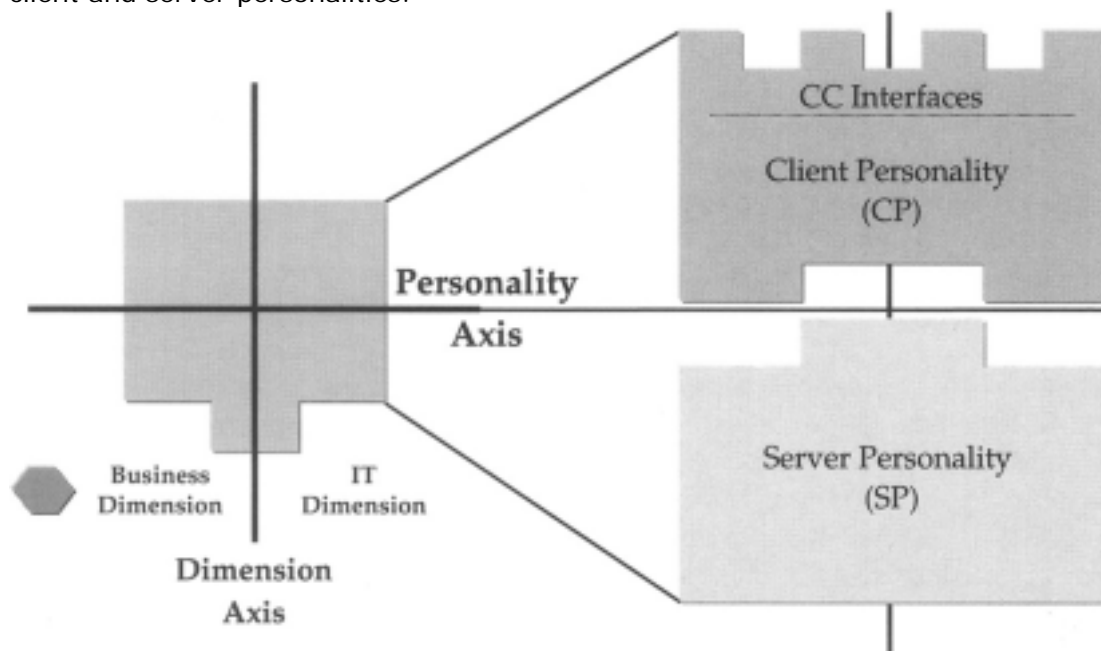 client and server personalities.
CC Interfaces
Client Personality
(CP)
Personality
Axis
Server Personality
(SP)
Business
Dimension
IT
Dimension
Dimension
Axis